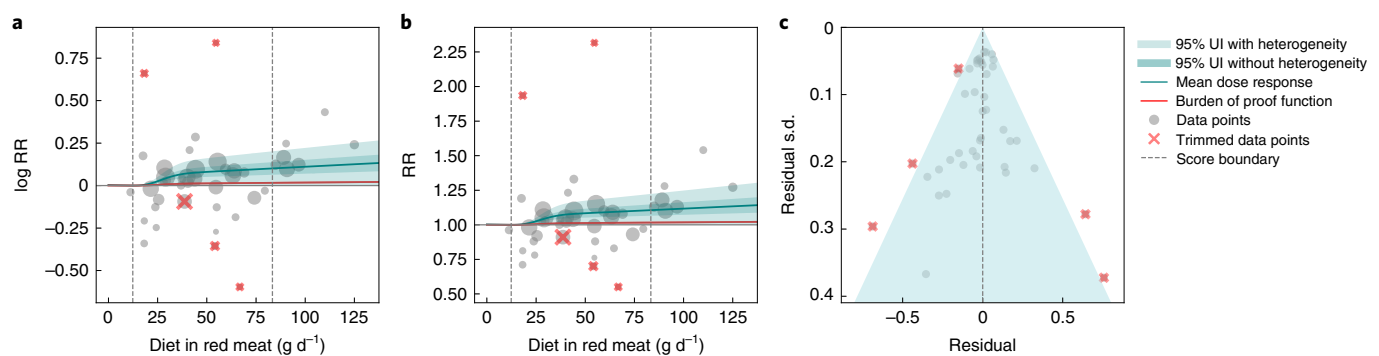 a
0.75
0.50
0.25
0
−0.25
−0.50
log RR
0 25 50 75 100 125
Diet in red meat (g d⁻¹)
b
2.25
2.00
1.75
1.50
1.25
1.00
0.75
0.50
RR
0 25 50 75 100 125
Diet in red meat (g d⁻¹)
c
0
0.1
0.2
0.3
0.4
Residual s.d.
−0.5 0 0.5
Residual
95% UI with heterogeneity
95% UI without heterogeneity
Mean dose response
Burden of proof function
Data points
Trimmed data points
Score boundary